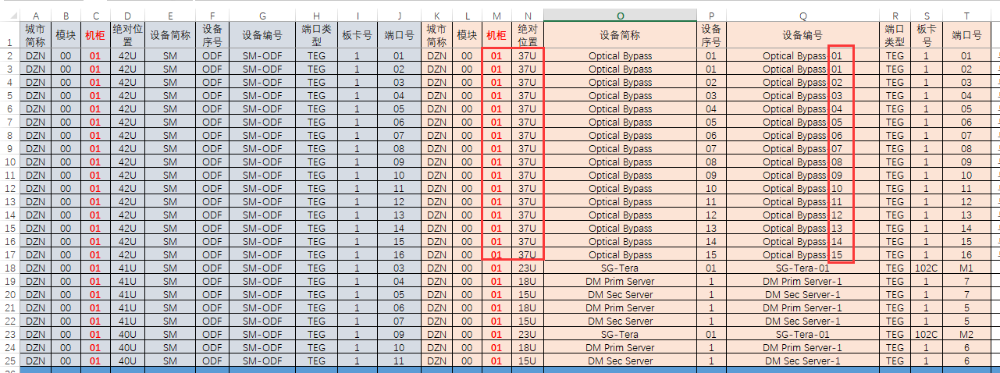 A B C D E F G H I J K L M N O P Q R S T
1 城市简称 模块 机柜 绝对位置 设备简称 设备序号 设备编号 端口类型 板卡号 端口号 城市简称 模块 机柜 绝对位置 设备简称 设备序号 设备编号 端口类型 板卡号 端口号
2 DZN 00 01 42U SM ODF SM-ODF TEG 1 01 DZN 00 01 37U Optical Bypass 01 Optical Bypass-01 TEG 1 01
3 DZN 00 01 42U SM ODF SM-ODF TEG 1 02 DZN 00 01 37U Optical Bypass 01 Optical Bypass-01 TEG 1 02
4 DZN 00 01 42U SM ODF SM-ODF TEG 1 03 DZN 00 01 37U Optical Bypass 02 Optical Bypass-02 TEG 1 03
5 DZN 00 01 42U SM ODF SM-ODF TEG 1 04 DZN 00 01 37U Optical Bypass 03 Optical Bypass-03 TEG 1 04
6 DZN 00 01 42U SM ODF SM-ODF TEG 1 05 DZN 00 01 37U Optical Bypass 04 Optical Bypass-04 TEG 1 05
7 DZN 00 01 42U SM ODF SM-ODF TEG 1 06 DZN 00 01 37U Optical Bypass 05 Optical Bypass-05 TEG 1 06
8 DZN 00 01 42U SM ODF SM-ODF TEG 1 07 DZN 00 01 37U Optical Bypass 06 Optical Bypass-06 TEG 1 07
9 DZN 00 01 42U SM ODF SM-ODF TEG 1 08 DZN 00 01 37U Optical Bypass 07 Optical Bypass-07 TEG 1 08
10 DZN 00 01 42U SM ODF SM-ODF TEG 1 09 DZN 00 01 37U Optical Bypass 08 Optical Bypass-08 TEG 1 09
11 DZN 00 01 42U SM ODF SM-ODF TEG 1 10 DZN 00 01 37U Optical Bypass 09 Optical Bypass-09 TEG 1 10
12 DZN 00 01 42U SM ODF SM-ODF TEG 1 11 DZN 00 01 37U Optical Bypass 10 Optical Bypass-10 TEG 1 11
13 DZN 00 01 42U SM ODF SM-ODF TEG 1 12 DZN 00 01 37U Optical Bypass 11 Optical Bypass-11 TEG 1 12
14 DZN 00 01 42U SM ODF SM-ODF TEG 1 13 DZN 00 01 37U Optical Bypass 12 Optical Bypass-12 TEG 1 13
15 DZN 00 01 42U SM ODF SM-ODF TEG 1 14 DZN 00 01 37U Optical Bypass 13 Optical Bypass-13 TEG 1 14
16 DZN 00 01 42U SM ODF SM-ODF TEG 1 15 DZN 00 01 37U Optical Bypass 14 Optical Bypass-14 TEG 1 15
17 DZN 00 01 42U SM ODF SM-ODF TEG 1 16 DZN 00 01 37U Optical Bypass 15 Optical Bypass-15 TEG 1 16
18 DZN 00 01 41U SM ODF SM-ODF TEG 1 03 DZN 00 01 23U SG-Tera 01 SG-Tera-01 TEG 102C M1
19 DZN 00 01 41U SM ODF SM-ODF TEG 1 04 DZN 00 01 18U DM Prim Server 1 DM Prim Server-1 TEG 1 7
20 DZN 00 01 41U SM ODF SM-ODF TEG 1 05 DZN 00 01 15U DM Sec Server 1 DM Sec Server-1 TEG 1 7
21 DZN 00 01 41U SM ODF SM-ODF TEG 1 06 DZN 00 01 18U DM Prim Server 1 DM Prim Server-1 TEG 1 5
22 DZN 00 01 41U SM ODF SM-ODF TEG 1 07 DZN 00 01 15U DM Sec Server 1 DM Sec Server-1 TEG 1 5
23 DZN 00 01 40U SM ODF SM-ODF TEG 1 09 DZN 00 01 23U SG-Tera 01 SG-Tera-01 TEG 102C M2
24 DZN 00 01 40U SM ODF SM-ODF TEG 1 10 DZN 00 01 18U DM Prim Server 1 DM Prim Server-1 TEG 1 6
25 DZN 00 01 40U SM ODF SM-ODF TEG 1 11 DZN 00 01 15U DM Sec Server 1 DM Sec Server-1 TEG 1 6